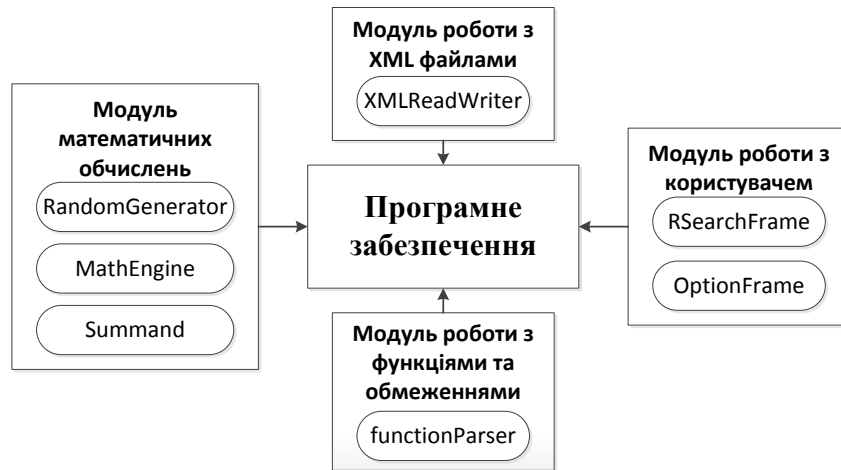 Модуль роботи з
XML файлами
XMLReadWriter
Модуль
математичних
обчислень
RandomGenerator
MathEngine
Summand
Програмне
забезпечення
Модуль роботи з
користувачем
RSearchFrame
OptionFrame
Модуль роботи з
функціями та
обмеженнями
functionParser